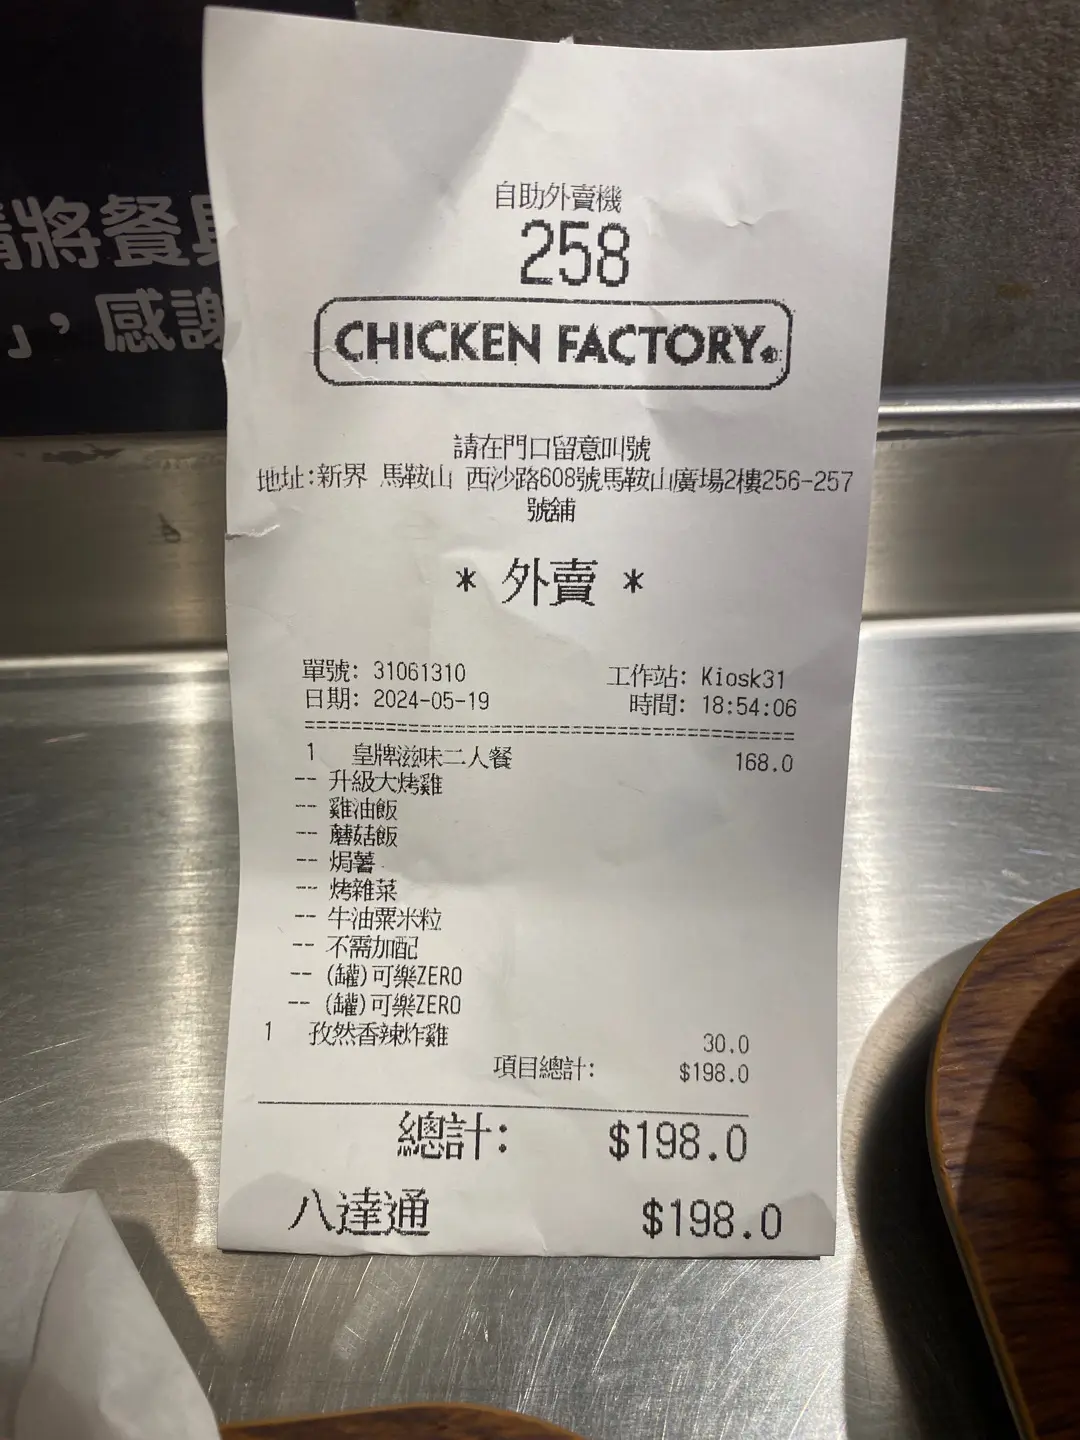 將餐
」，感謝
自助外賣機
258
CHICKEN FACTORY
請在門口留意叫號
地址:新界 馬鞍山 西沙路608號馬鞍山廣場2樓256-257
號舖
* 外賣 *
單號: 31061310 工作站: Kiosk31
日期: 2024-05-19 時間: 18:54:06
==========================================
1 皇牌滋味二人餐 168.0
-- 升級大烤雞
-- 雞油飯
-- 蘑菇飯
-- 焗薯
-- 烤雜菜
-- 牛油粟米粒
-- 不需加配
-- (罐)可樂ZERO
-- (罐)可樂ZERO
1 孜然香辣炸雞 30.0
項目總計: $198.0
總計: $198.0
八達通 $198.0